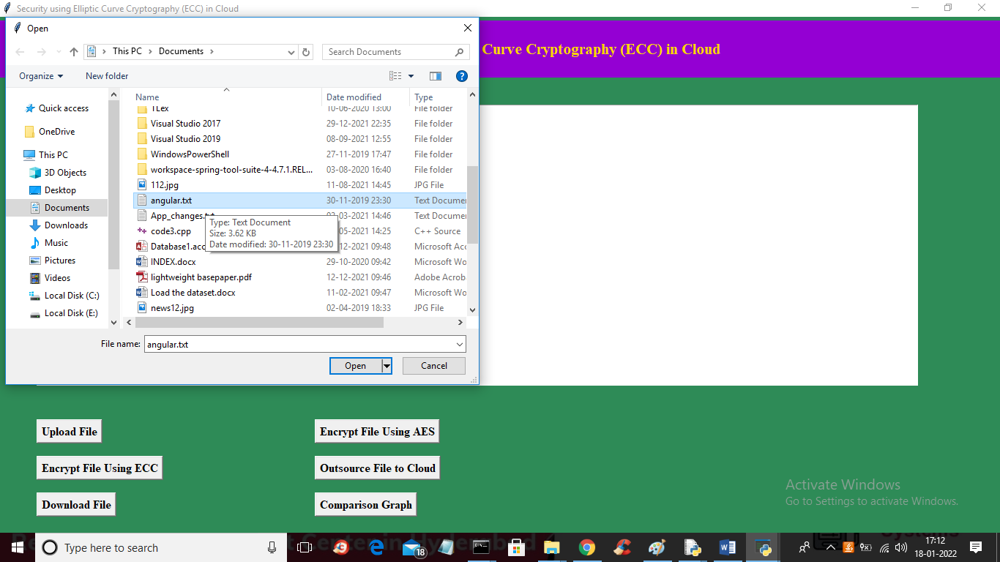 Security using Elliptic Curve Cryptography (ECC) in Cloud
Open
Curve Cryptography (ECC) in Cloud
This PC
Documents
Search Documents
Organize
New folder
Name
Date modified
Type
Quick access
OneDrive
This PC
3D Objects
Desktop
Documents
Downloads
Music
Pictures
Videos
Local Disk (C:)
Local Disk (E:)
TLex 10-06-2020 13:00 File folder
Visual Studio 2017 29-12-2021 22:35 File folder
Visual Studio 2019 08-09-2021 12:55 File folder
WindowsPowerShell 27-11-2019 17:47 File folder
workspace-spring-tool-suite-4-4.7.1.REL... 03-08-2020 16:40 File folder
112.jpg 11-08-2021 14:45 JPG File
angular.txt 30-11-2019 23:30 Text Documer
App_changes. -03-2021 14:46 Text Documer
code3.cpp -05-2021 14:25 C++ Source
Database1.acc -12-2021 09:48 Microsoft Acc
INDEX.docx 29-10-2020 09:42 Microsoft Wo
lightweight basepaper.pdf 12-12-2021 09:46 Adobe Acrob
Load the dataset.docx 11-02-2021 09:47 Microsoft Wo
news12.jpg 02-04-2019 18:33 JPG File
Type: Text Document
Size: 3.62 KB
Date modified: 30-11-2019 23:30
File name: angular.txt
Open
Cancel
Upload File
Encrypt File Using AES
Encrypt File Using ECC
Outsource File to Cloud
Download File
Comparison Graph
Activate Windows
Go to Settings to activate Windows.
Type here to search
18
17:12
18-01-2022